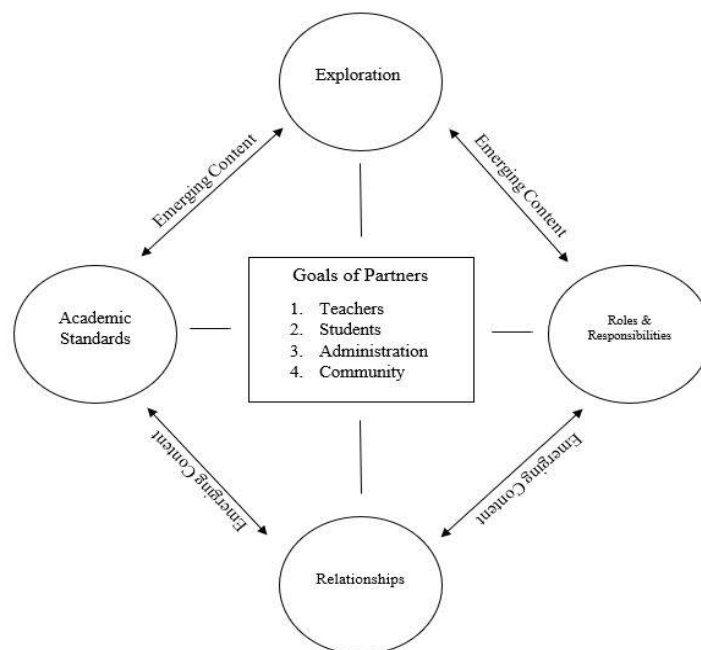 Exploration
Emerging Content
Emerging Content
Goals of Partners
1. Teachers
2. Students
3. Administration
4. Community
Academic
Standards
Roles &
Responsibilities
Emerging Content
Emerging Content
Relationships